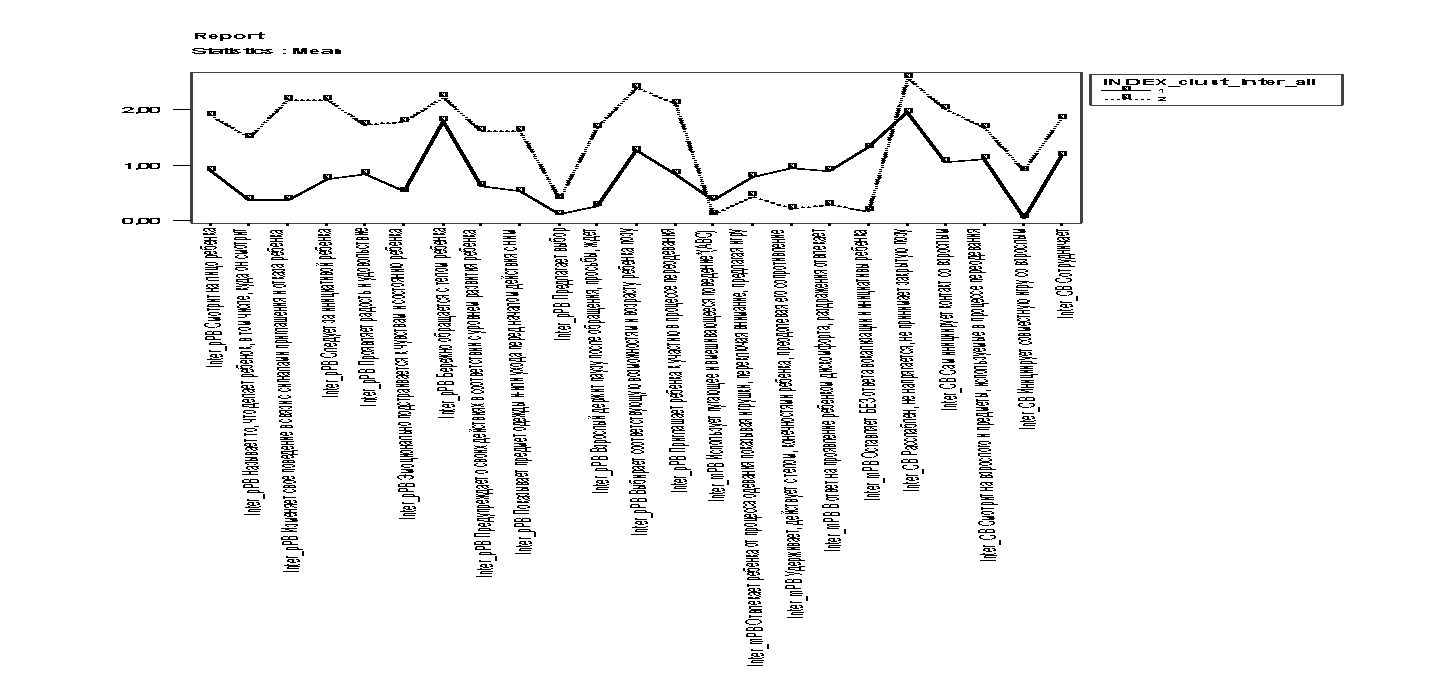 Report
Statistics : Mean
INDEX_clust_Inter_all
1
2
2,00
1,00
0,00
Inter_pPB Смотрит на лицо ребенка
Inter_pPB Называет то, что делает ребенок, в том числе, куда он смотрит
Inter_pPB Изменяет свое поведение в связи с сигналами приглашения и отказа ребенка
Inter_pPB Следует за инициативой ребенка
Inter_pPB Проявляет радость и удовольствие
Inter_pPB Эмоционально подстраивается к чувствам и состоянию ребенка
Inter_pPB Бережно обращается с телом ребенка
Inter_pPB Предупреждает о своих действиях в соответствии с уровнем развития ребенка
Inter_pPB Показывает предмет одежды и или ухода перед началом действия с ним
Inter_pPB Предлагает выбор
Inter_pPB Взрослый держит паузу после обращения, просьбы, ждет
Inter_pPB Выбирает соответствующую возможностям и возрасту ребенка позу
Inter_pPB Приглашает ребенка к участию в процессе переодевания
Inter_mPB Использует пугающее и вмешивающееся поведение (ABC)
Inter_mPB Отвлекает ребенка от процесса одевания показывая игрушки, переключая внимание, предлагая игру
Inter_mPB Удерживает, действует с телом, конечностями ребенка, преодолевая его сопротивление
Inter_mPB В ответ на проявление ребенком дискомфорта, раздражения отвлекает
Inter_mPB Оставляет БЕЗ ответа вокализации и инициативы ребенка
Inter_CB Расслаблен, не напрягается, не принимает закрытую позу
Inter_CB Сам инициирует контакт со взрослым
Inter_CB Смотрит на взрослого и предметы, используемые в процессе переодевания
Inter_CB Инициирует совместную игру со взрослым
Inter_CB Сотрудничает